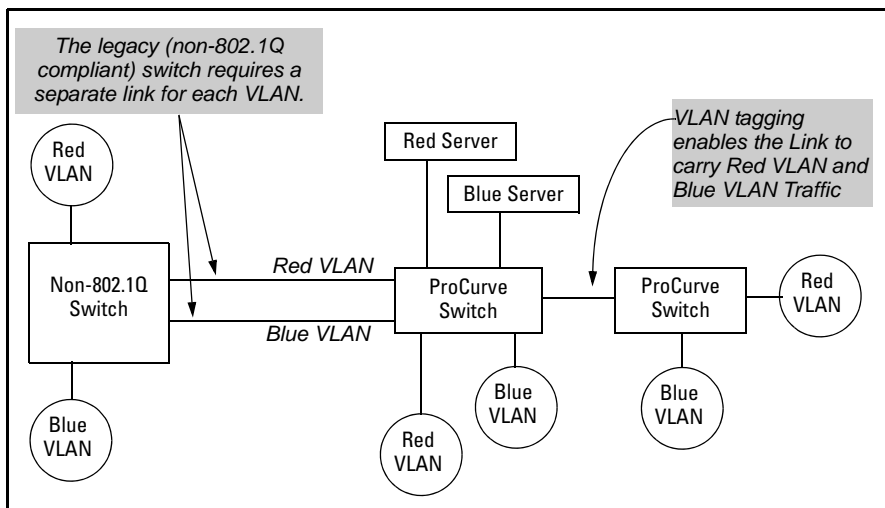 The legacy (non-802.1Q
compliant) switch requires a
separate link for each VLAN.
Red
VLAN
Red Server
Blue Server
VLAN tagging
enables the Link to
carry Red VLAN and
Blue VLAN Traffic
Non-802.1Q
Switch
Red VLAN
Blue VLAN
ProCurve
Switch
ProCurve
Switch
Red
VLAN
Blue
VLAN
Red
VLAN
Blue
VLAN
Blue
VLAN